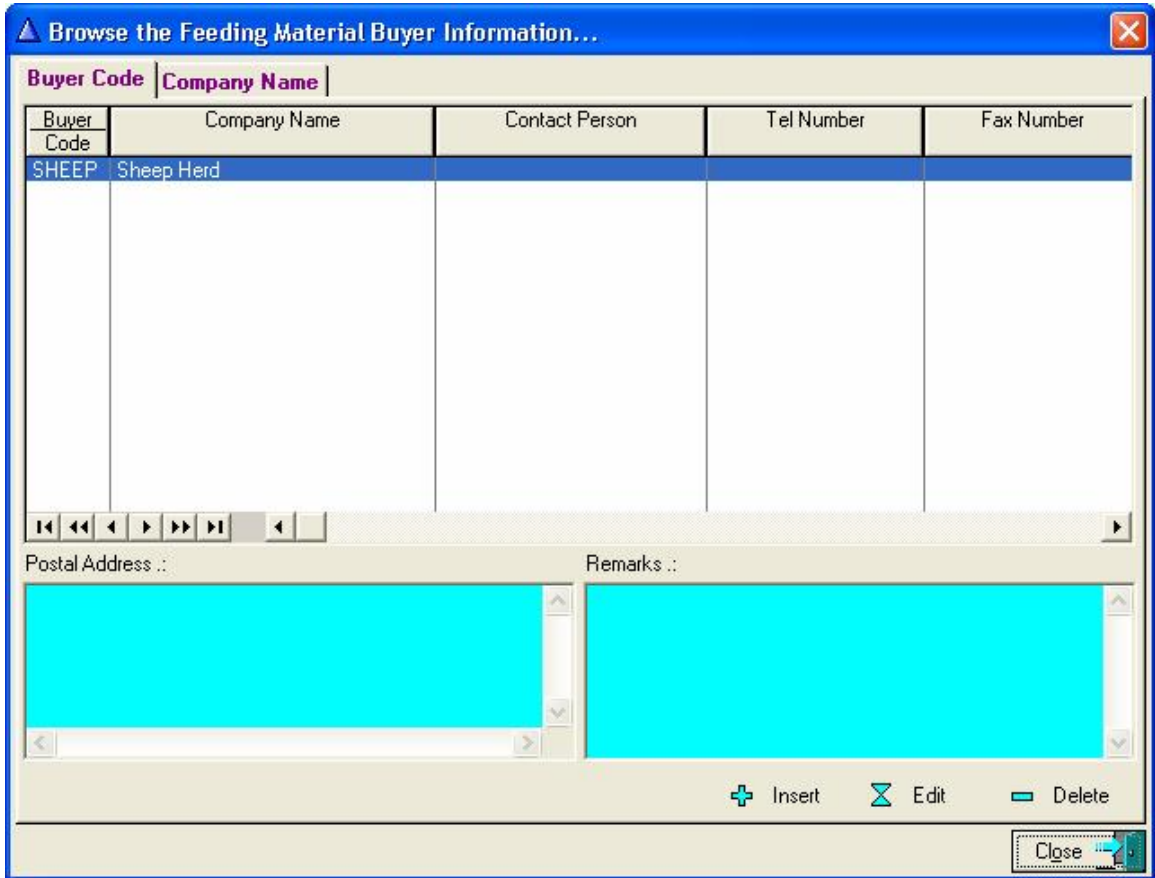 Browse the Feeding Material Buyer Information...
Buyer Code Company Name
Buyer Code Company Name Contact Person Tel Number Fax Number
SHEEP Sheep Herd
Postal Address .: Remarks .:
Insert Edit Delete
Close